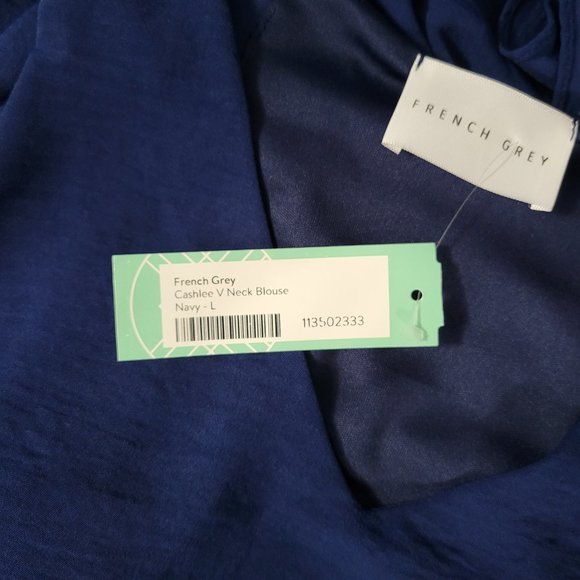 FRENCH GREY
French Grey
Cashlee V Neck Blouse
Navy - L
113502333